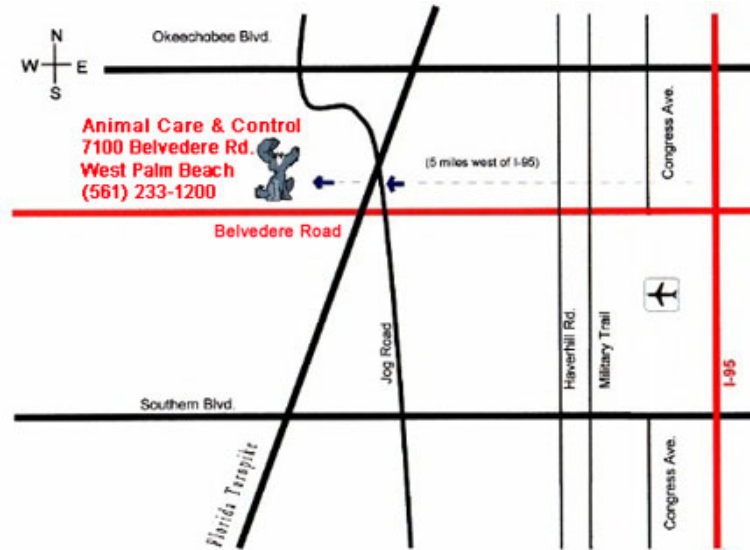 Okeechobee Blvd.
N
W E
S
Animal Care & Control
7100 Belvedere Rd.
West Palm Beach
(561) 233-1200
(5 miles west of I-95)
Congress Ave.
Belvedere Road
Jog Road
Haverhill Rd.
Military Trail
I-95
Southern Blvd.
Florida Turnpike
Congress Ave.